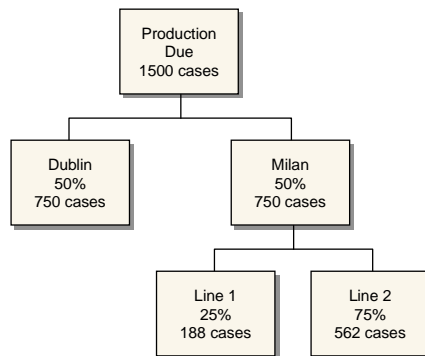 Production
Due
1500 cases
Dublin
50%
750 cases
Milan
50%
750 cases
Line 1
25%
188 cases
Line 2
75%
562 cases